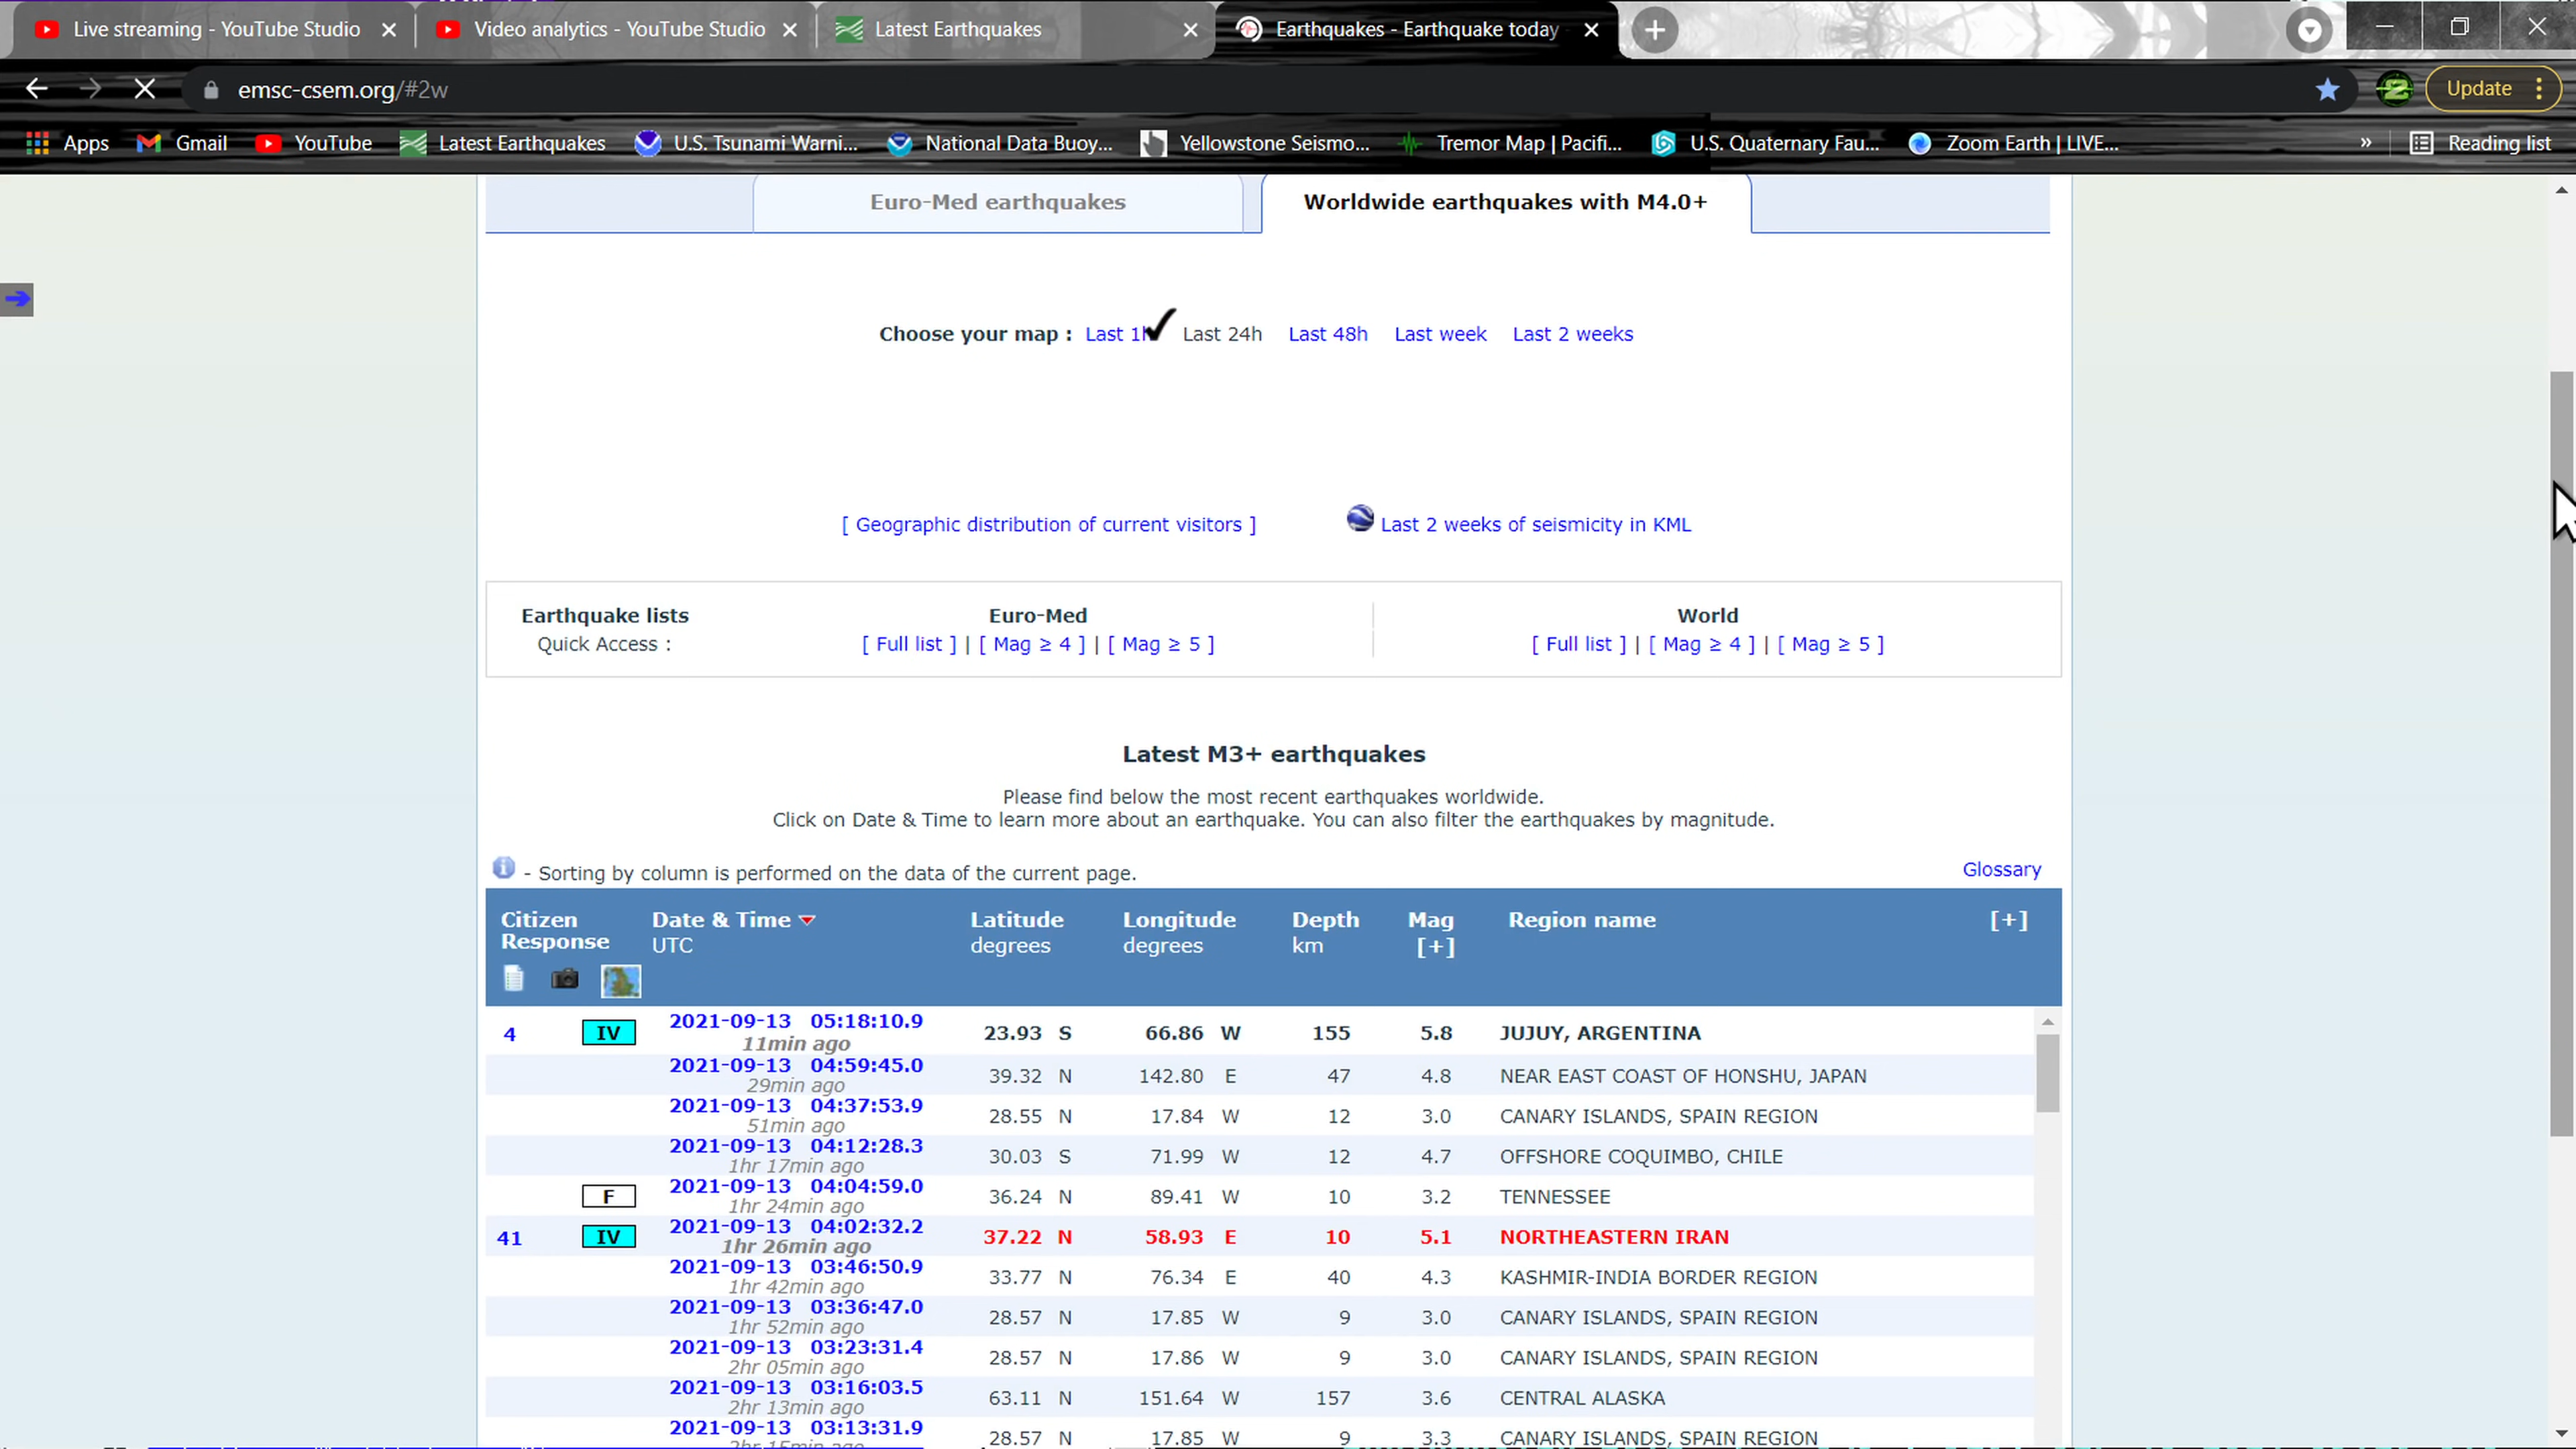 Live streaming - YouTube Studio
Video analytics - YouTube Studio
Latest Earthquakes
Earthquakes - Earthquake today
emsc-csem.org/#2w
Update
Apps
Gmail
YouTube
Latest Earthquakes
U.S. Tsunami Warni...
National Data Buoy...
Yellowstone Seismo...
Tremor Map | Pacifi...
U.S. Quaternary Fau...
Zoom Earth | LIVE...
»
Reading list
Euro-Med earthquakes
Worldwide earthquakes with M4.0+
Choose your map : Last 1h Last 24h Last 48h Last week Last 2 weeks
[ Geographic distribution of current visitors ] Last 2 weeks of seismicity in KML
Earthquake lists Euro-Med World
Quick Access : [ Full list ] | [ Mag ≥ 4 ] | [ Mag ≥ 5 ] [ Full list ] | [ Mag ≥ 4 ] | [ Mag ≥ 5 ]
Latest M3+ earthquakes
Please find below the most recent earthquakes worldwide.
Click on Date & Time to learn more about an earthquake. You can also filter the earthquakes by magnitude.
- Sorting by column is performed on the data of the current page.
Glossary
Citizen Date & Time Latitude Longitude Depth Mag Region name [+]
Response UTC degrees degrees km [+]
4 IV 2021-09-13 05:18:10.9 23.93 S 66.86 W 155 5.8 JUJUY, ARGENTINA
11min ago
2021-09-13 04:59:45.0 39.32 N 142.80 E 47 4.8 NEAR EAST COAST OF HONSHU, JAPAN
29min ago
2021-09-13 04:37:53.9 28.55 N 17.84 W 12 3.0 CANARY ISLANDS, SPAIN REGION
51min ago
2021-09-13 04:12:28.3 30.03 S 71.99 W 12 4.7 OFFSHORE COQUIMBO, CHILE
1hr 17min ago
F 2021-09-13 04:04:59.0 36.24 N 89.41 W 10 3.2 TENNESSEE
1hr 24min ago
41 IV 2021-09-13 04:02:32.2 37.22 N 58.93 E 10 5.1 NORTHEASTERN IRAN
1hr 26min ago
2021-09-13 03:46:50.9 33.77 N 76.34 E 40 4.3 KASHMIR-INDIA BORDER REGION
1hr 42min ago
2021-09-13 03:36:47.0 28.57 N 17.85 W 9 3.0 CANARY ISLANDS, SPAIN REGION
1hr 52min ago
2021-09-13 03:23:31.4 28.57 N 17.86 W 9 3.0 CANARY ISLANDS, SPAIN REGION
2hr 05min ago
2021-09-13 03:16:03.5 63.11 N 151.64 W 157 3.6 CENTRAL ALASKA
2hr 13min ago
2021-09-13 03:13:31.9 28.57 N 17.85 W 9 3.3 CANARY ISLANDS, SPAIN REGION
2hr 15min ago